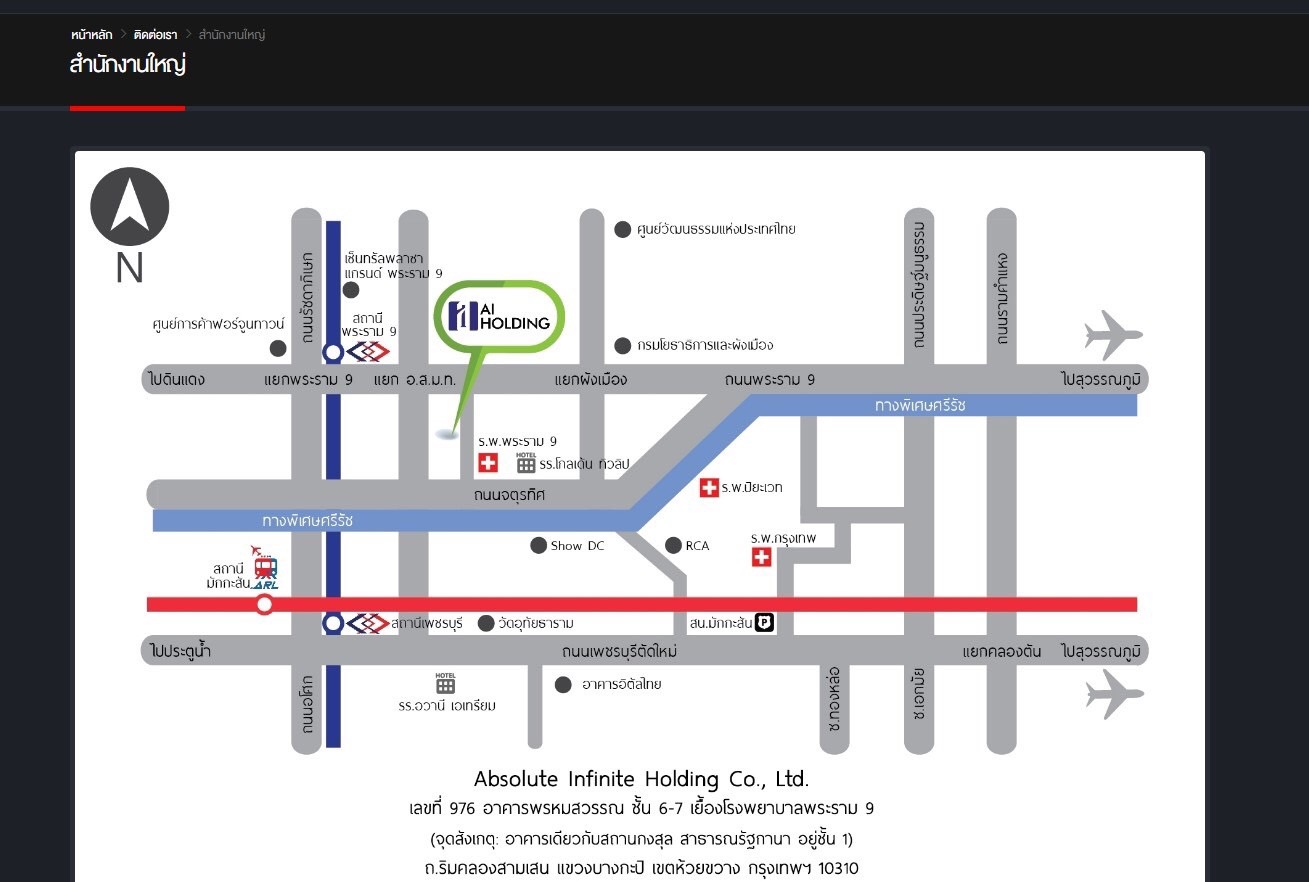 หน้าหลัก > ติดต่อเรา > สำนักงานใหญ่
สำนักงานใหญ่
N
ถนนรัชดาภิเษก
เซ็นทรัลพลาซา
แกรนด์ พระราม 9
ศูนย์การค้าฟอร์จูนทาวน์
สถานี
พระราม 9
AI
HOLDING
ศูนย์วัฒนธรรมแห่งประเทศไทย
กรมโยธาธิการและผังเมือง
ถนนประดิษฐ์มนูธรรม
ถนนรามคำแหง
ไปดินแดง
แยกพระราม 9
แยก อ.ส.ม.ท.
แยกผังเมือง
ถนนพระราม 9
ไปสุวรรณภูมิ
ทางพิเศษศรีรัช
ร.พ.พระราม 9
HOTEL
รร.โกลเด้น ทิวลิป
ถนนจตุรทิศ
ร.พ.ปิยะเวท
ทางพิเศษศรีรัช
Show DC
RCA
ร.พ.กรุงเทพ
สถานี
มักกะสัน
ARL
สถานีเพชรบุรี
วัดอุทัยธาราม
สน.มักกะสัน
P
ไปประตูน้ำ
ถนนเพชรบุรีตัดใหม่
แยกคลองตัน
ไปสุวรรณภูมิ
ถนนอโศก
HOTEL
รร.อวานี เอเทรียม
อาคารอิตัลไทย
ซ.ทองหล่อ
ซ.เอกมัย
Absolute Infinite Holding Co., Ltd.
เลขที่ 976 อาคารพรหมสวรรณ ชั้น 6-7 เยื้องโรงพยาบาลพระราม 9
(จุดสังเกตุ: อาคารเดียวกับสถานกงสุล สาธารณรัฐกานา อยู่ชั้น 1)
ถ.ริมคลองสามเสน แขวงบางกะปิ เขตห้วยขวาง กรุงเทพฯ 10310